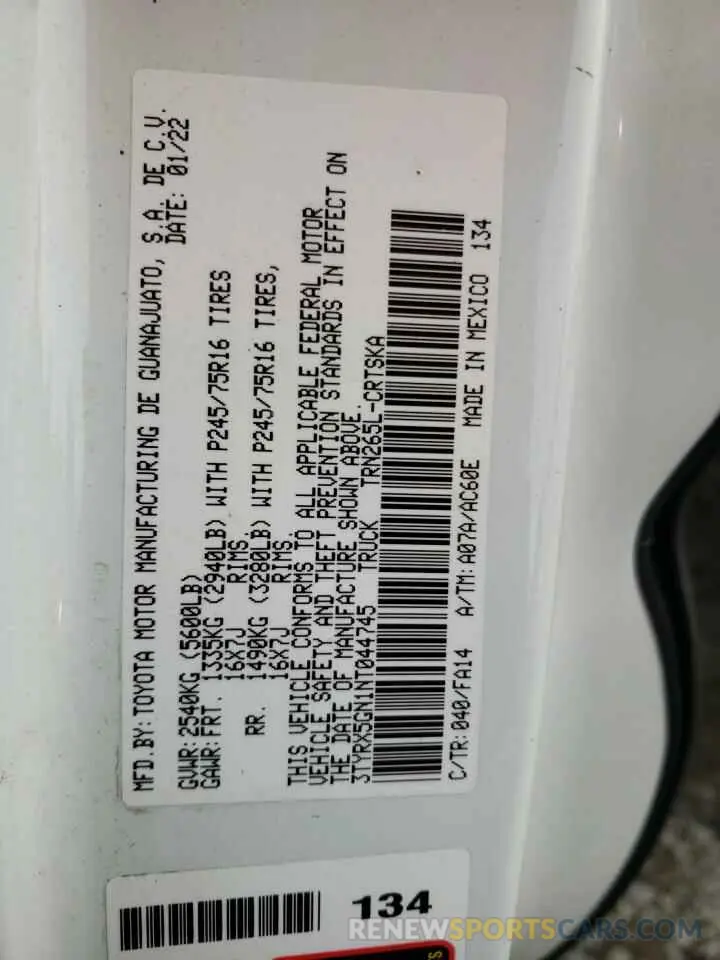 MFD.BY:TOYOTA MOTOR MANUFACTURING DE GUANAJUATO, S.A. DE C.V.
DATE: 01/22
GVWR:2540KG (5600LB)
GAWR:FRT. 1335KG (2940LB) WITH P245/75R16 TIRES
16X7J RIMS.
RR. 1490KG (3280LB) WITH P245/75R16 TIRES,
16X7J RIMS.
THIS VEHICLE CONFORMS TO ALL APPLICABLE FEDERAL MOTOR
VEHICLE SAFETY AND THEFT PREVENTION STANDARDS IN EFFECT ON
THE DATE OF MANUFACTURE SHOWN ABOVE.
3TYRX5GN1NT044745 TRUCK TRN265L-CRTSKA
C/TR:040/FA14 A/TM:A07A/AC60E MADE IN MEXICO 134
134
RENEWSPORTSCARS.COM